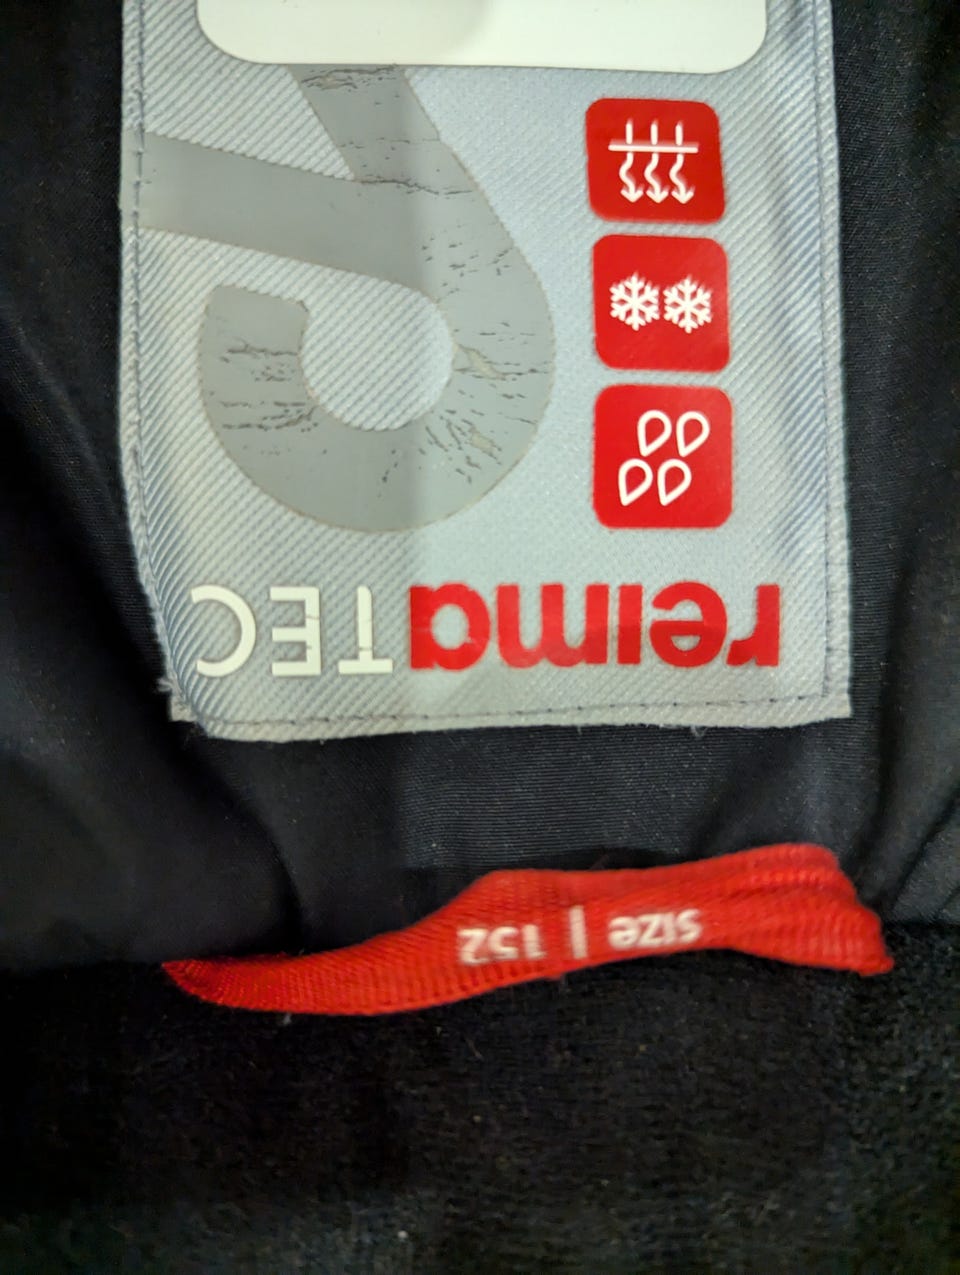 size | 152
reimaTEC